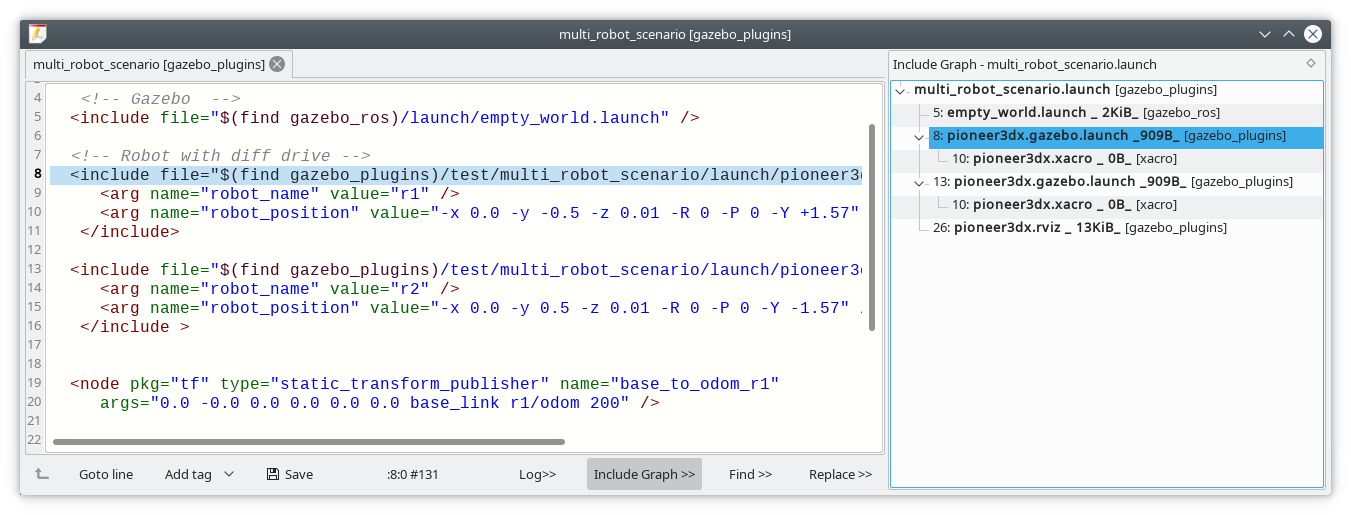 multi_robot_scenario [gazebo_plugins]
multi_robot_scenario [gazebo_plugins]
4 <!-- Gazebo  -->
5 <include file="$(find gazebo_ros)/launch/empty_world.launch" />
6
7 <!-- Robot with diff drive -->
8 <include file="$(find gazebo_plugins)/test/multi_robot_scenario/launch/pioneer3d
9 <arg name="robot_name" value="r1" />
10 <arg name="robot_position" value="-x 0.0 -y -0.5 -z 0.01 -R 0 -P 0 -Y +1.57"
11 </include>
12
13 <include file="$(find gazebo_plugins)/test/multi_robot_scenario/launch/pioneer3d
14 <arg name="robot_name" value="r2" />
15 <arg name="robot_position" value="-x 0.0 -y 0.5 -z 0.01 -R 0 -P 0 -Y -1.57" /
16 </include >
17
18
19 <node pkg="tf" type="static_transform_publisher" name="base_to_odom_r1"
20 args="0.0 -0.0 0.0 0.0 0.0 0.0 base_link r1/odom 200" />
21
22
Goto line Add tag Save :8:0 #131 Log>> Include Graph >> Find >> Replace >>
Include Graph - multi_robot_scenario.launch
multi_robot_scenario.launch [gazebo_plugins]
5: empty_world.launch _ 2KiB_ [gazebo_ros]
8: pioneer3dx.gazebo.launch _909B_ [gazebo_plugins]
10: pioneer3dx.xacro _ 0B_ [xacro]
13: pioneer3dx.gazebo.launch _909B_ [gazebo_plugins]
10: pioneer3dx.xacro _ 0B_ [xacro]
26: pioneer3dx.rviz _ 13KiB_ [gazebo_plugins]